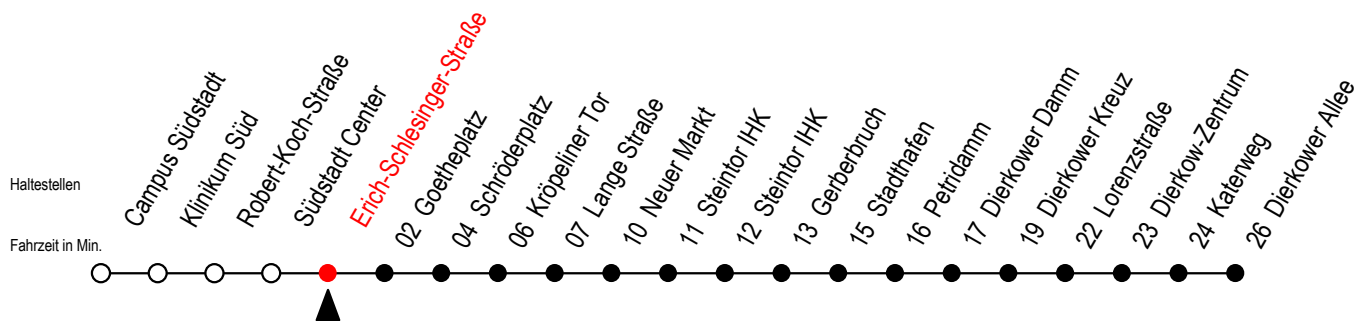 Haltestellen
Fahrzeit in Min.
Campus Südstadt
Klinikum Süd
Robert-Koch-Straße
Südstadt Center
Erich-Schlesinger-Straße
02 Goetheplatz
04 Schröderplatz
06 Kröpeliner Tor
07 Lange Straße
10 Neuer Markt
11 Steintor IHK
12 Steintor IHK
13 Gerberbruch
15 Stadthafen
16 Petridamm
17 Dierkower Damm
19 Dierkower Kreuz
22 Lorenzstraße
23 Dierkow-Zentrum
24 Katerweg
26 Dierkower Allee